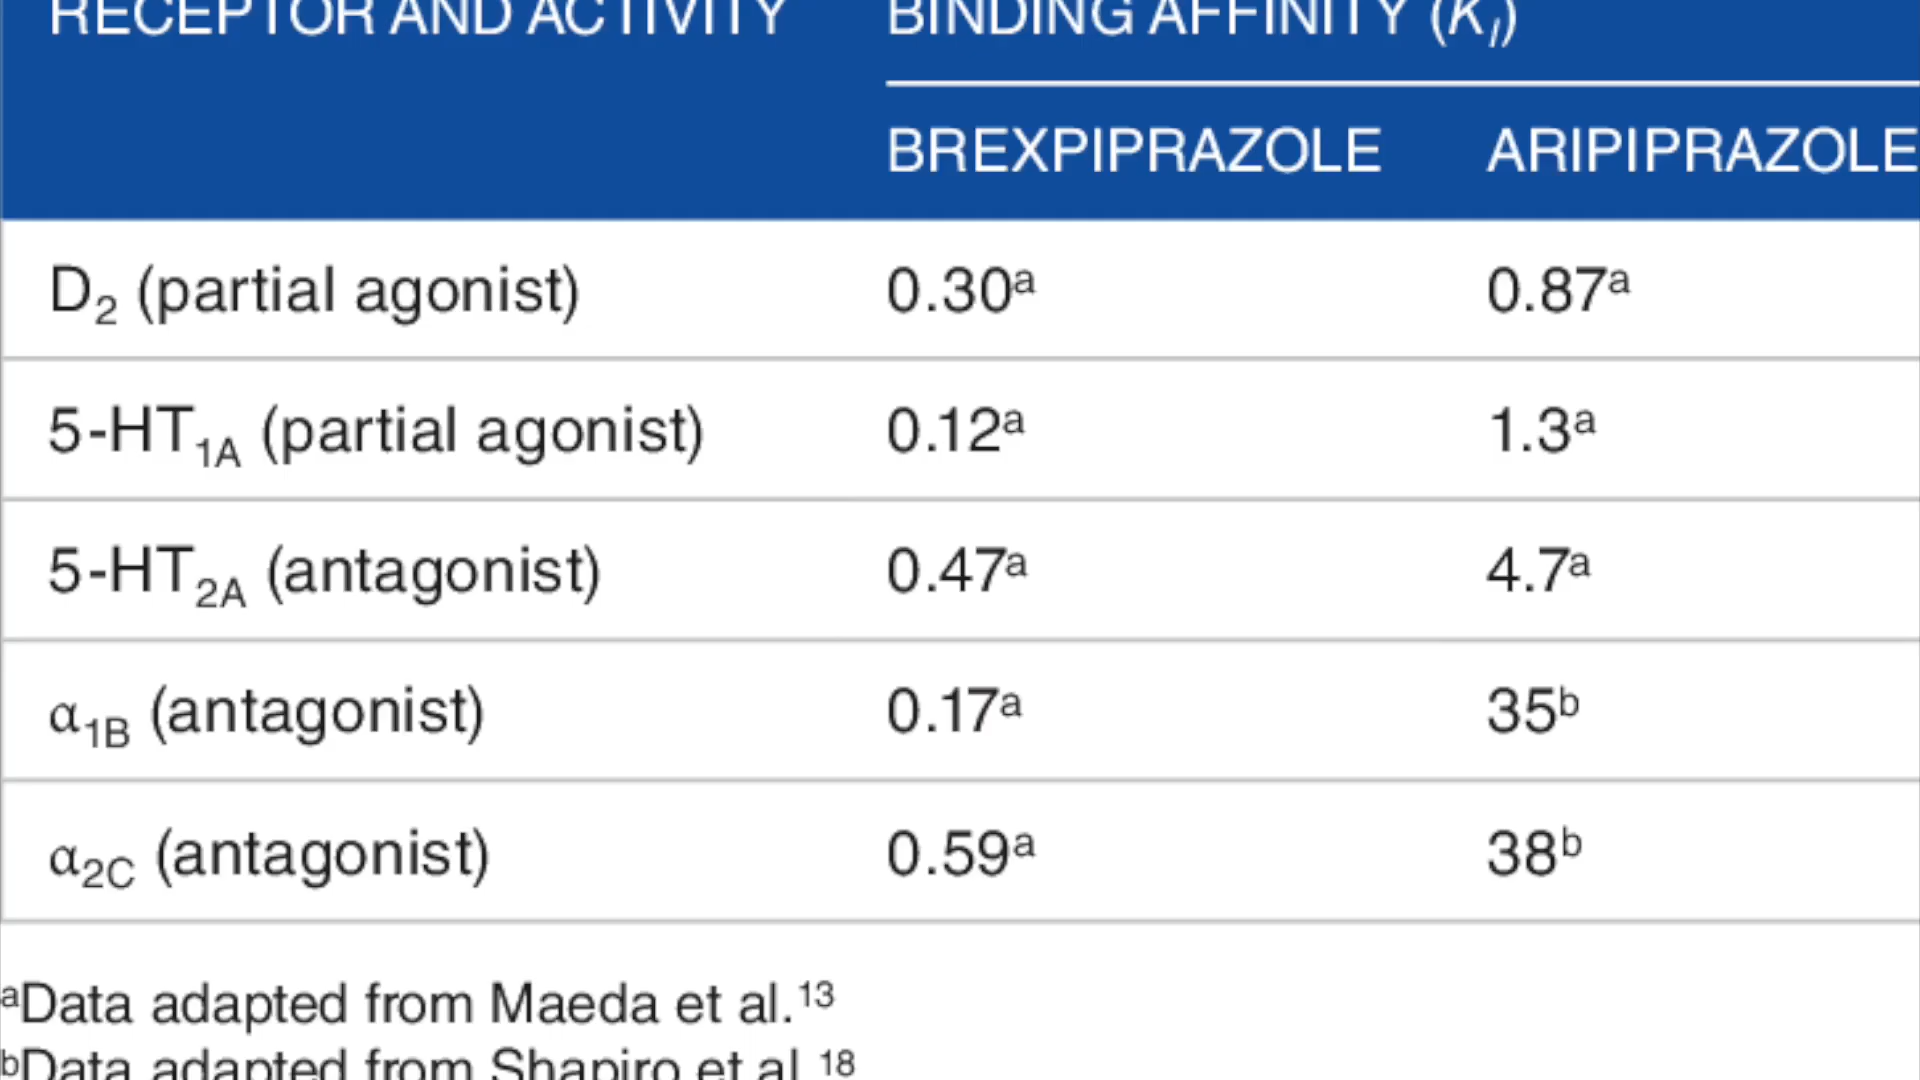 RECEPTOR AND ACTIVITY BINDING AFFINITY (Ki)
BREXPIPRAZOLE ARIPIPRAZOLE
D2 (partial agonist) 0.30a 0.87a
5-HT1A (partial agonist) 0.12a 1.3a
5-HT2A (antagonist) 0.47a 4.7a
α1B (antagonist) 0.17a 35b
α2C (antagonist) 0.59a 38b
aData adapted from Maeda et al.13
bData adapted from Shapiro et al.18